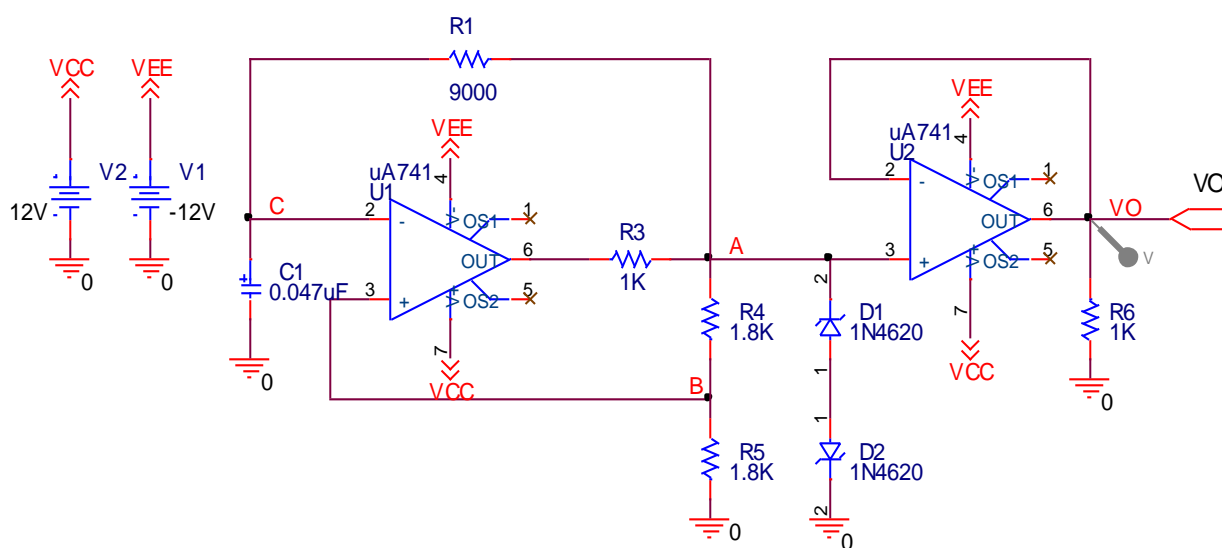 VCC
VEE
V2
V1
12V
-12V
0
0
R1
9000
C
C1
0.047uF
0
uA741
U1
VEE
4
V-
2
-
3
+
OS1
1
OUT
6
OS2
5
V+
7
VCC
R3
1K
A
R4
1.8K
B
R5
1.8K
0
2
D1
1N4620
1
1
D2
1N4620
2
0
uA741
U2
VEE
4
V-
2
-
3
+
OS1
1
OUT
6
OS2
5
V+
7
VCC
VO
V
R6
1K
0
VO